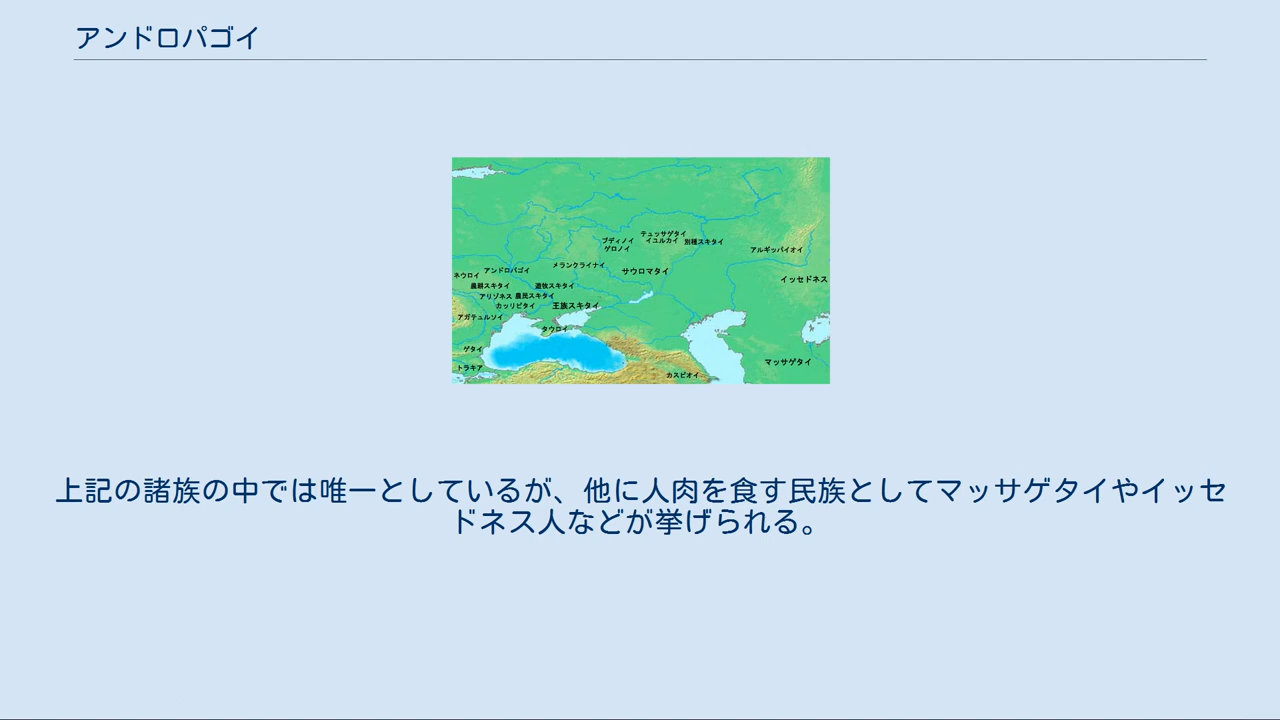 アンドロパゴイ
テュッサゲタイ
ブディノイ
イユルカイ
別種スキタイ
ゲロノイ
アルギッパイオイ
メランクライナイ
アンドロパゴイ
サウロマタイ
ネウロイ
イッセドネス
農耕スキタイ
遊牧スキタイ
アリゾネス
農民スキタイ
カッリピダイ
王族スキタイ
アガテュルソイ
タウロイ
ゲタイ
マッサゲタイ
トラキア
カスピオイ
上記の諸族の中では唯一としているが、他に人肉を食す民族としてマッサゲタイやイッセ
ドネス人などが挙げられる。